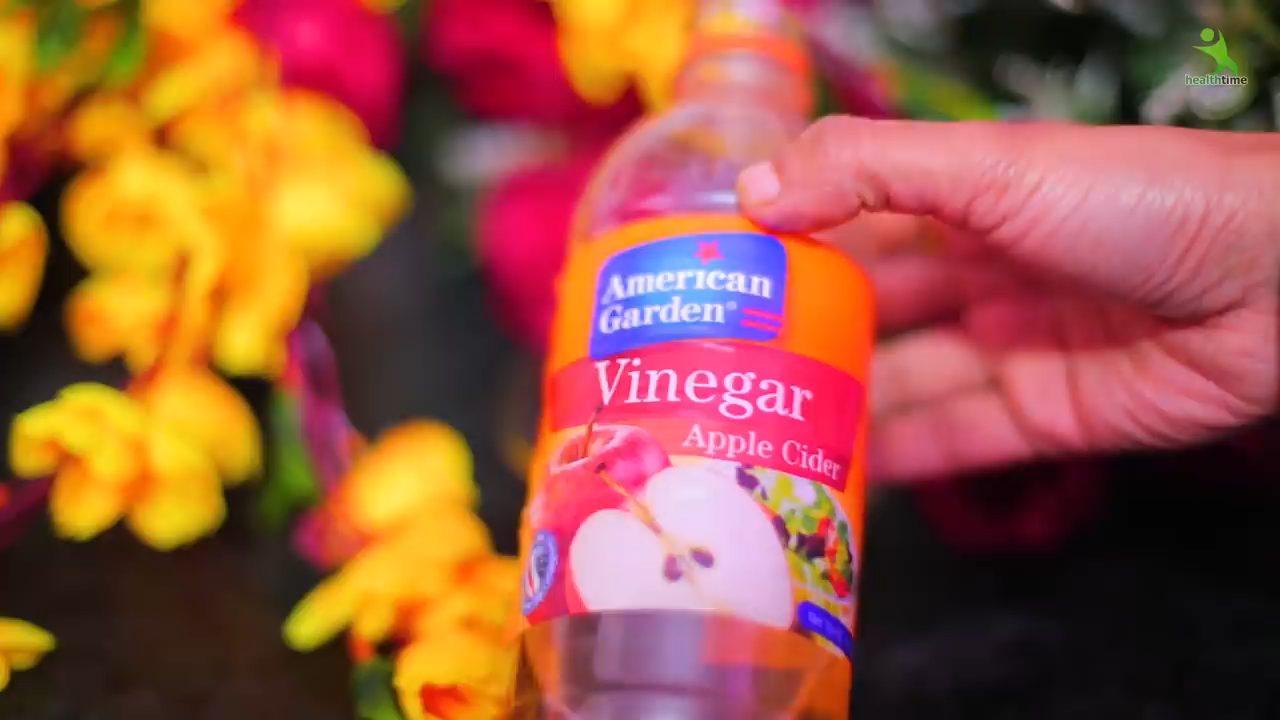 healthtime
American
Garden®
Vinegar
Apple Cider